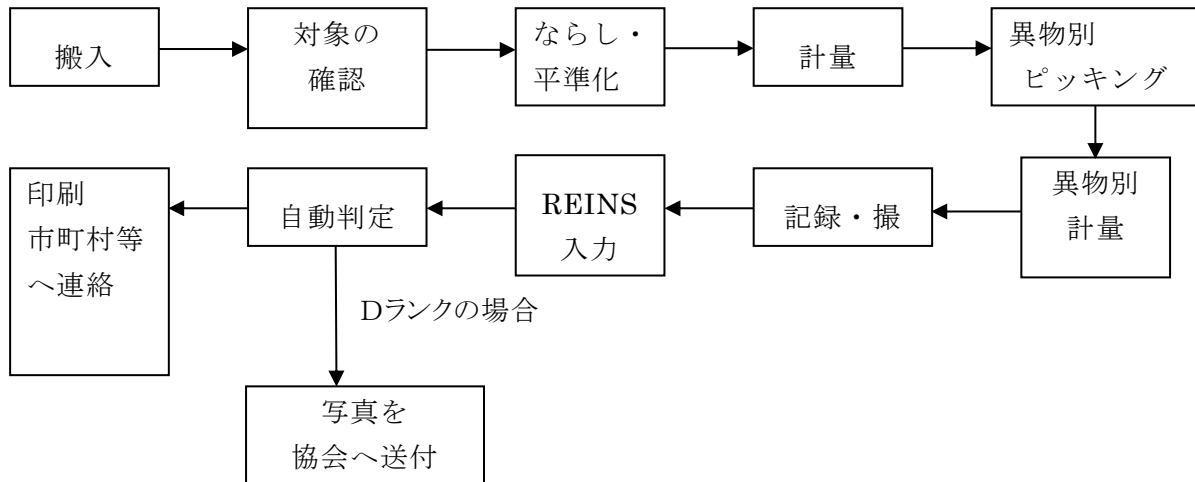 搬入
対象の
確認
ならし・
平準化
計量
異物別
ピッキング
異物別
計量
記録・撮
REINS
入力
自動判定
印刷
市町村等
へ連絡
Dランクの場合
写真を
協会へ送付